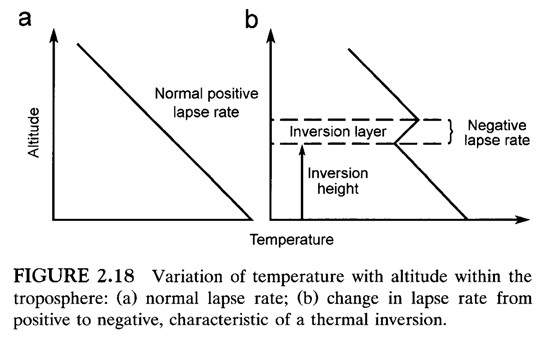 a
b
Altitude
Normal positive
lapse rate
Inversion layer
Negative
lapse rate
Inversion
height
Temperature
FIGURE 2.18 Variation of temperature with altitude within the
troposphere: (a) normal lapse rate; (b) change in lapse rate from
positive to negative, characteristic of a thermal inversion.